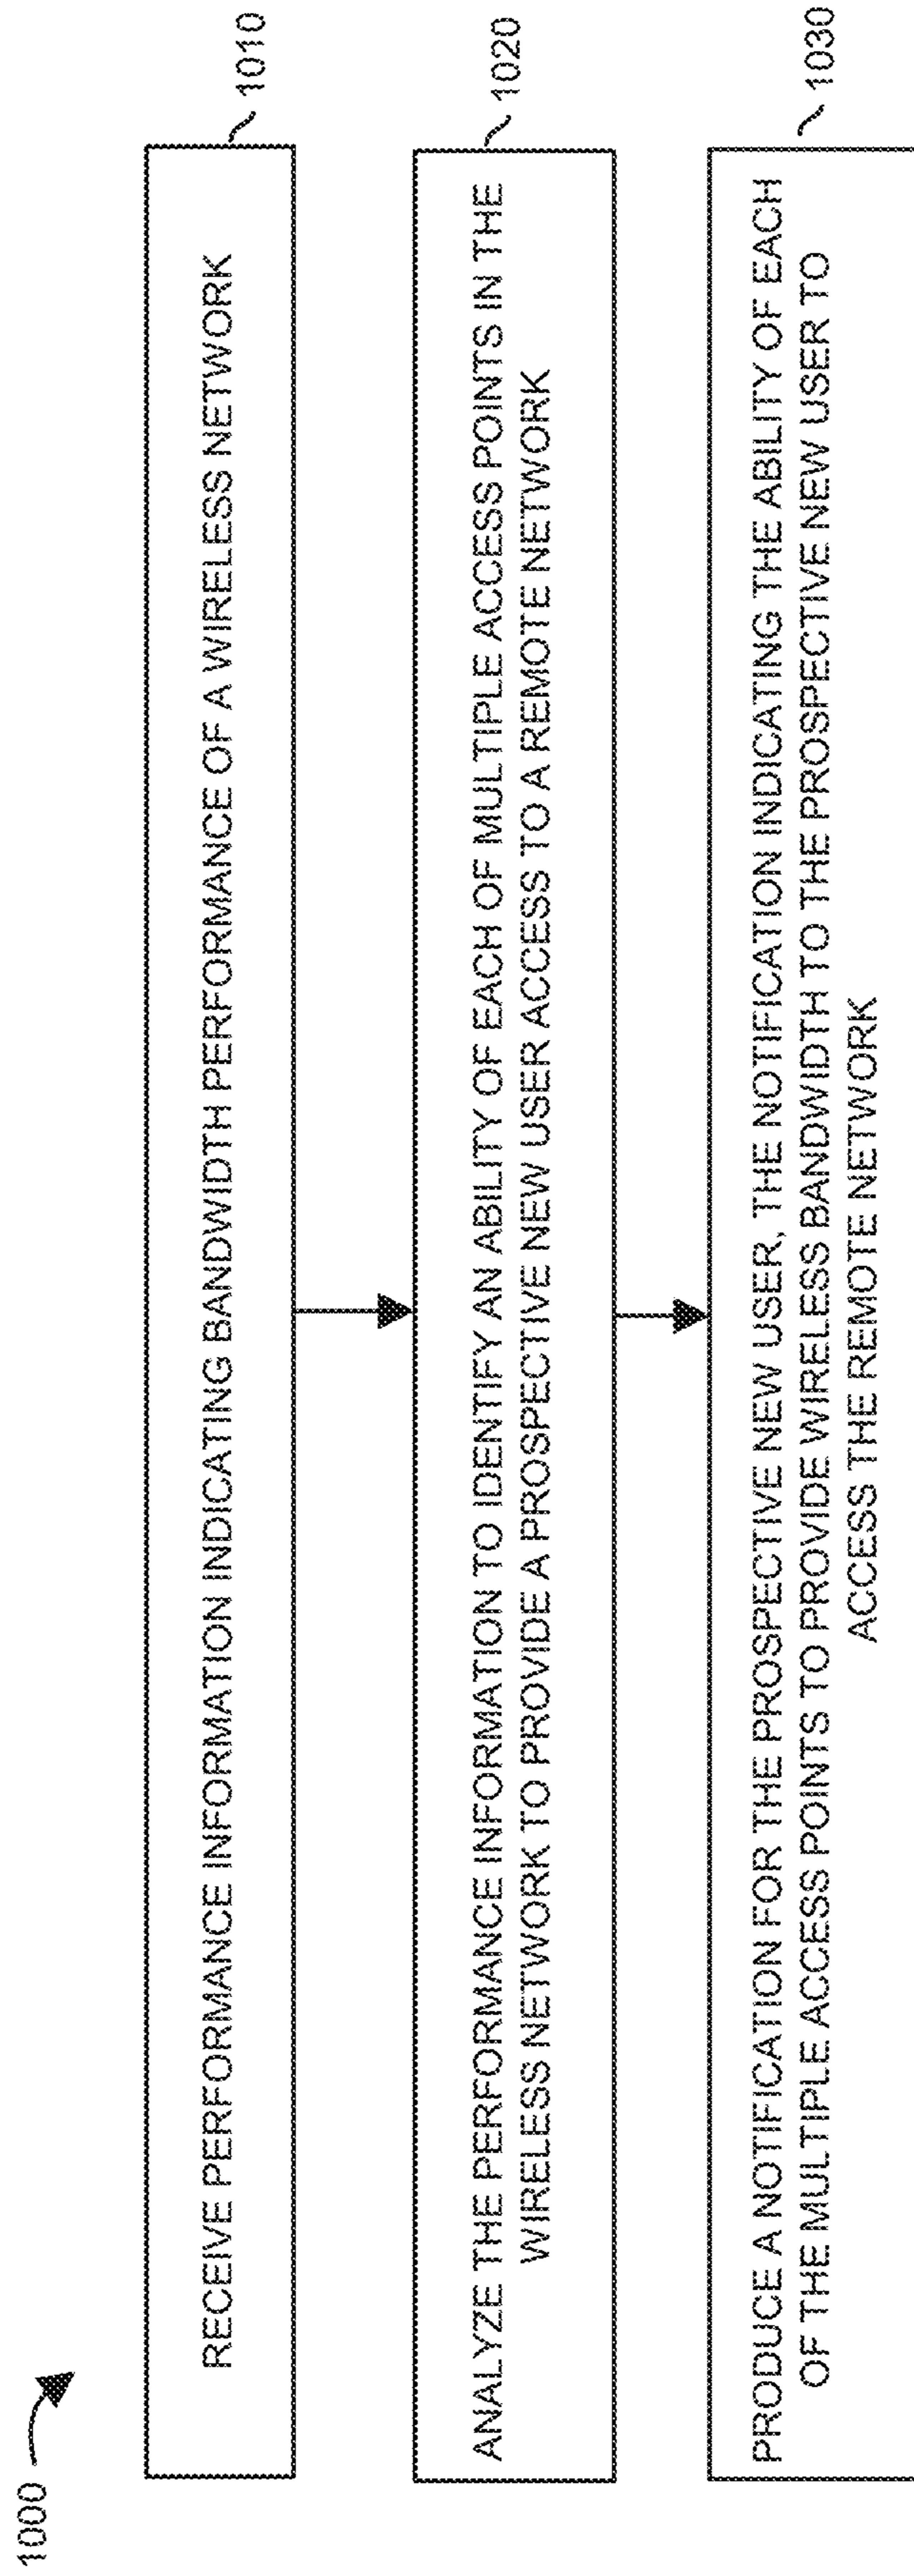 1000
RECEIVE PERFORMANCE INFORMATION INDICATING BANDWIDTH PERFORMANCE OF A WIRELESS NETWORK
1010
ANALYZE THE PERFORMANCE INFORMATION TO IDENTIFY AN ABILITY OF EACH OF MULTIPLE ACCESS POINTS IN THE
WIRELESS NETWORK TO PROVIDE A PROSPECTIVE NEW USER ACCESS TO A REMOTE NETWORK
1020
PRODUCE A NOTIFICATION FOR THE PROSPECTIVE NEW USER, THE NOTIFICATION INDICATING THE ABILITY OF EACH
OF THE MULTIPLE ACCESS POINTS TO PROVIDE WIRELESS BANDWIDTH TO THE PROSPECTIVE NEW USER TO
ACCESS THE REMOTE NETWORK
1030